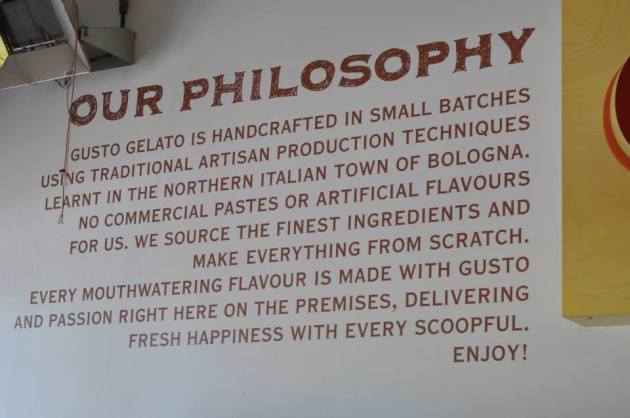 OUR PHILOSOPHY
GUSTO GELATO IS HANDCRAFTED IN SMALL BATCHES
USING TRADITIONAL ARTISAN PRODUCTION TECHNIQUES
LEARNT IN THE NORTHERN ITALIAN TOWN OF BOLOGNA.
NO COMMERCIAL PASTES OR ARTIFICIAL FLAVOURS
FOR US. WE SOURCE THE FINEST INGREDIENTS AND
MAKE EVERYTHING FROM SCRATCH.
EVERY MOUTHWATERING FLAVOUR IS MADE WITH GUSTO
AND PASSION RIGHT HERE ON THE PREMISES, DELIVERING
FRESH HAPPINESS WITH EVERY SCOOPFUL.
ENJOY!